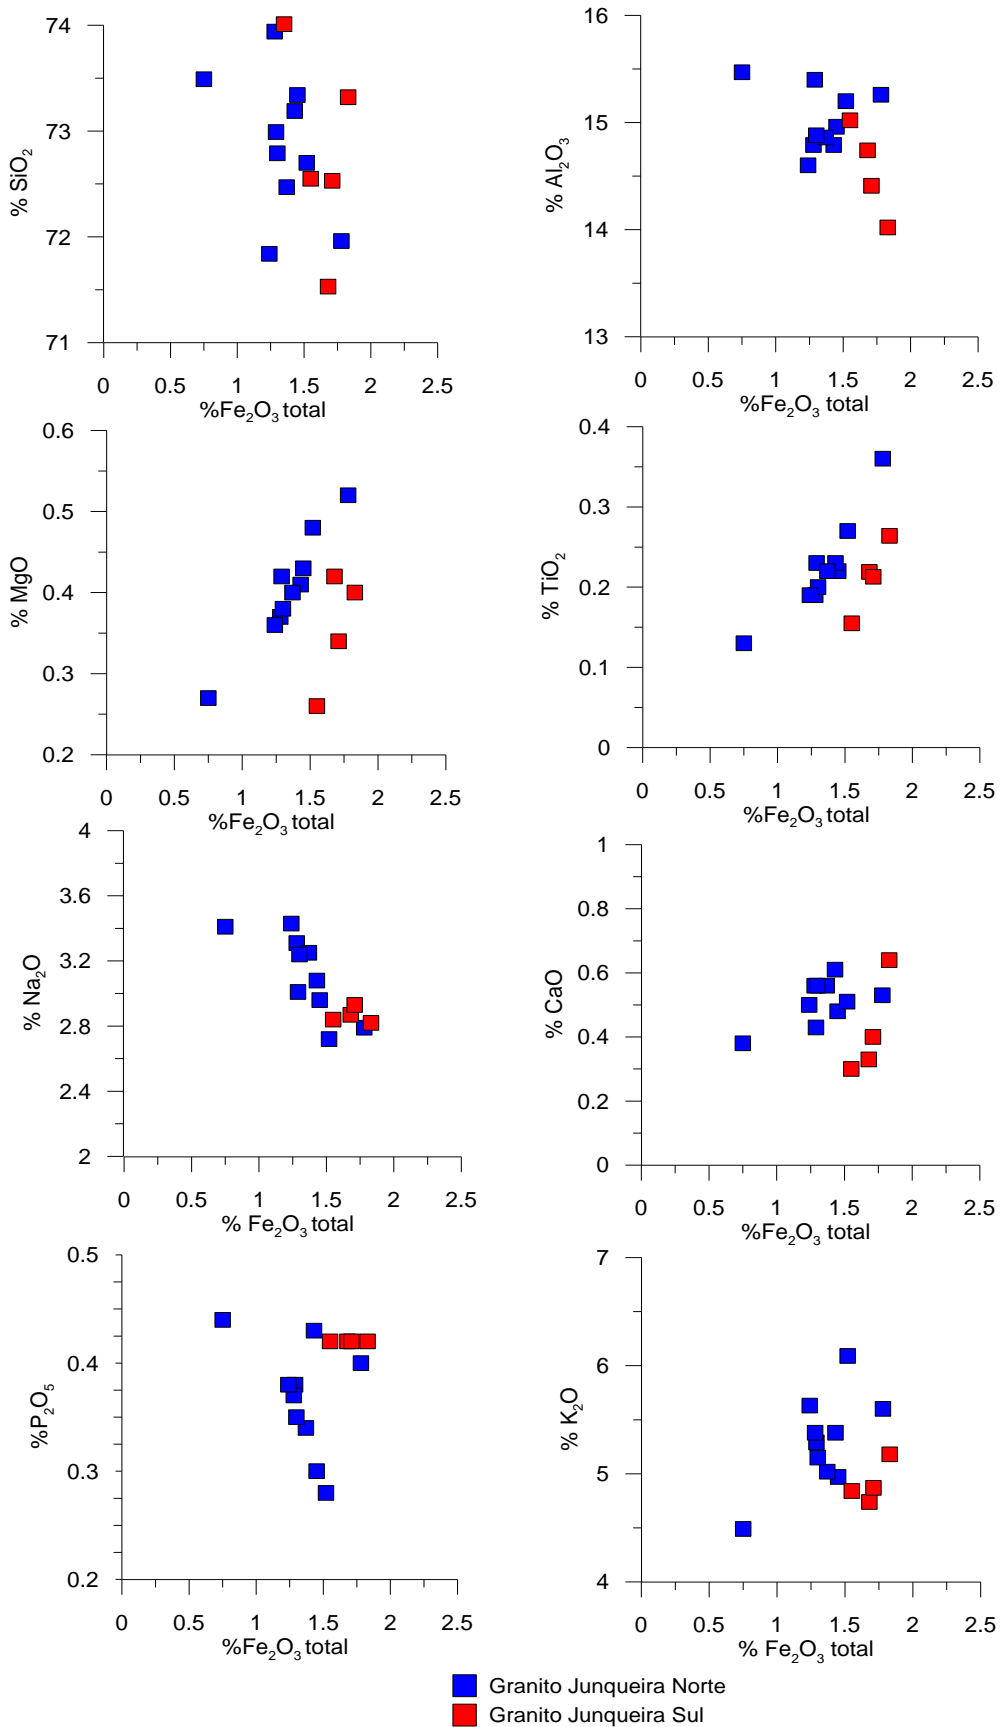 74
73
72
71
% SiO2
0 0.5 1 1.5 2 2.5
%Fe2O3 total
16
15
14
13
% Al2O3
0 0.5 1 1.5 2 2.5
%Fe2O3 total
0.6
0.5
0.4
0.3
0.2
% MgO
0 0.5 1 1.5 2 2.5
%Fe2O3 total
0.4
0.3
0.2
0.1
0
% TiO2
0 0.5 1 1.5 2 2.5
%Fe2O3 total
4
3.6
3.2
2.8
2.4
2
% Na2O
0 0.5 1 1.5 2 2.5
% Fe2O3 total
1
0.8
0.6
0.4
0.2
0
% CaO
0 0.5 1 1.5 2 2.5
%Fe2O3 total
0.5
0.4
0.3
0.2
%P2O5
0 0.5 1 1.5 2 2.5
%Fe2O3 total
7
6
5
4
% K2O
0 0.5 1 1.5 2 2.5
% Fe2O3 total
Granito Junqueira Norte
Granito Junqueira Sul